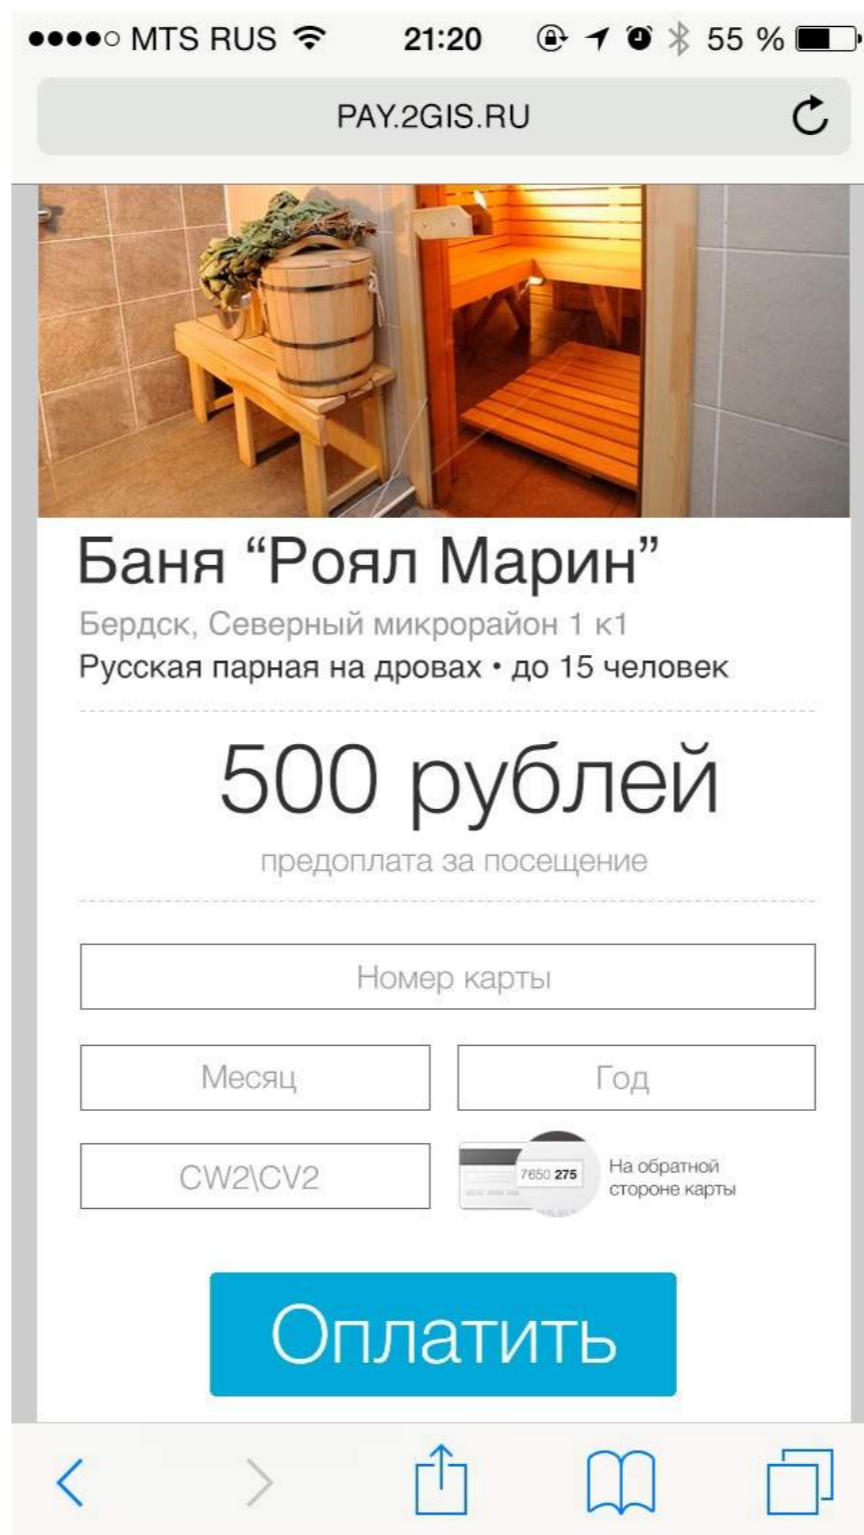 MTS RUS 21:20 55 %
PAY.2GIS.RU
Баня “Роял Марин”
Бердск, Северный микрорайон 1 к1
Русская парная на дровах • до 15 человек
500 рублей
предоплата за посещение
Номер карты
Месяц Год
CW2\CV2
7650 275
На обратной
стороне карты
Оплатить